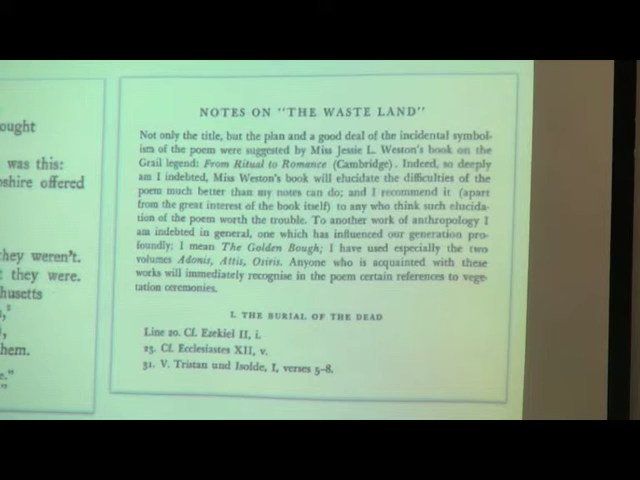 ought
was this:
pshire offered
they weren't.
t they were.
husetts
hem.
NOTES ON "THE WASTE LAND"
Not only the title, but the plan and a good deal of the incidental symbol-
ism of the poem were suggested by Miss Jessie L. Weston's book on the
Grail legend: From Ritual to Romance (Cambridge). Indeed, so deeply
am I indebted, Miss Weston's book will elucidate the difficulties of the
poem much better than my notes can do; and I recommend it (apart
from the great interest of the book itself) to any who think such elucida-
tion of the poem worth the trouble. To another work of anthropology I
am indebted in general, one which has influenced our generation pro-
foundly; I mean The Golden Bough; I have used especially the two
volumes Adonis, Attis, Osiris. Anyone who is acquainted with these
works will immediately recognise in the poem certain references to vege-
tation ceremonies.
I. THE BURIAL OF THE DEAD
Line 20. Cf. Ezekiel II, i.
23. Cf. Ecclesiastes XII, v.
31. V. Tristan und Isolde, I, verses 5-8.